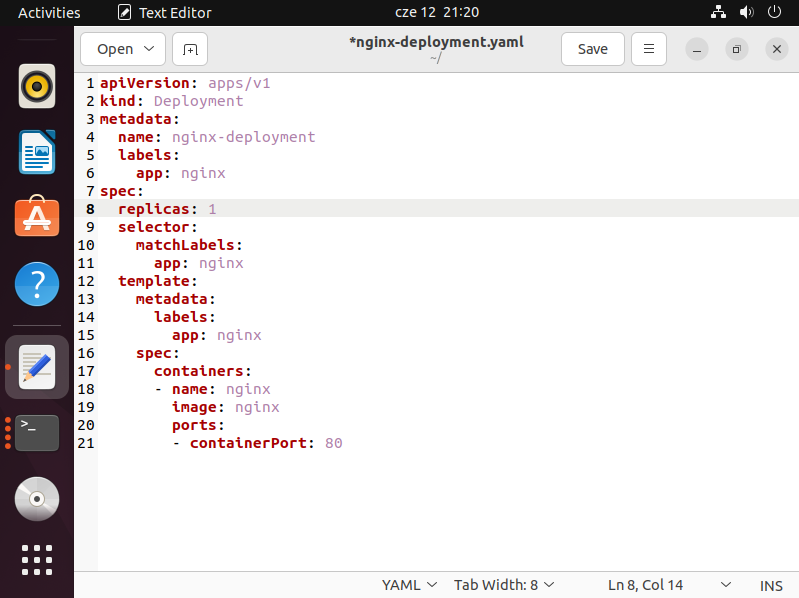 Activities Text Editor cze 12 21:20
Open *nginx-deployment.yaml Save
~/
1 apiVersion: apps/v1
2 kind: Deployment
3 metadata:
4   name: nginx-deployment
5   labels:
6     app: nginx
7 spec:
8   replicas: 1
9   selector:
10     matchLabels:
11       app: nginx
12   template:
13     metadata:
14       labels:
15         app: nginx
16     spec:
17       containers:
18       - name: nginx
19         image: nginx
20         ports:
21         - containerPort: 80
YAML Tab Width: 8 Ln 8, Col 14 INS